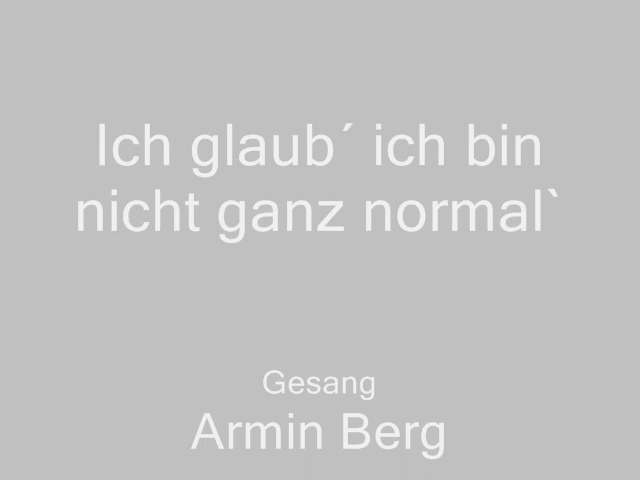 Ich glaub´ ich bin
nicht ganz normal`
Gesang
Armin Berg